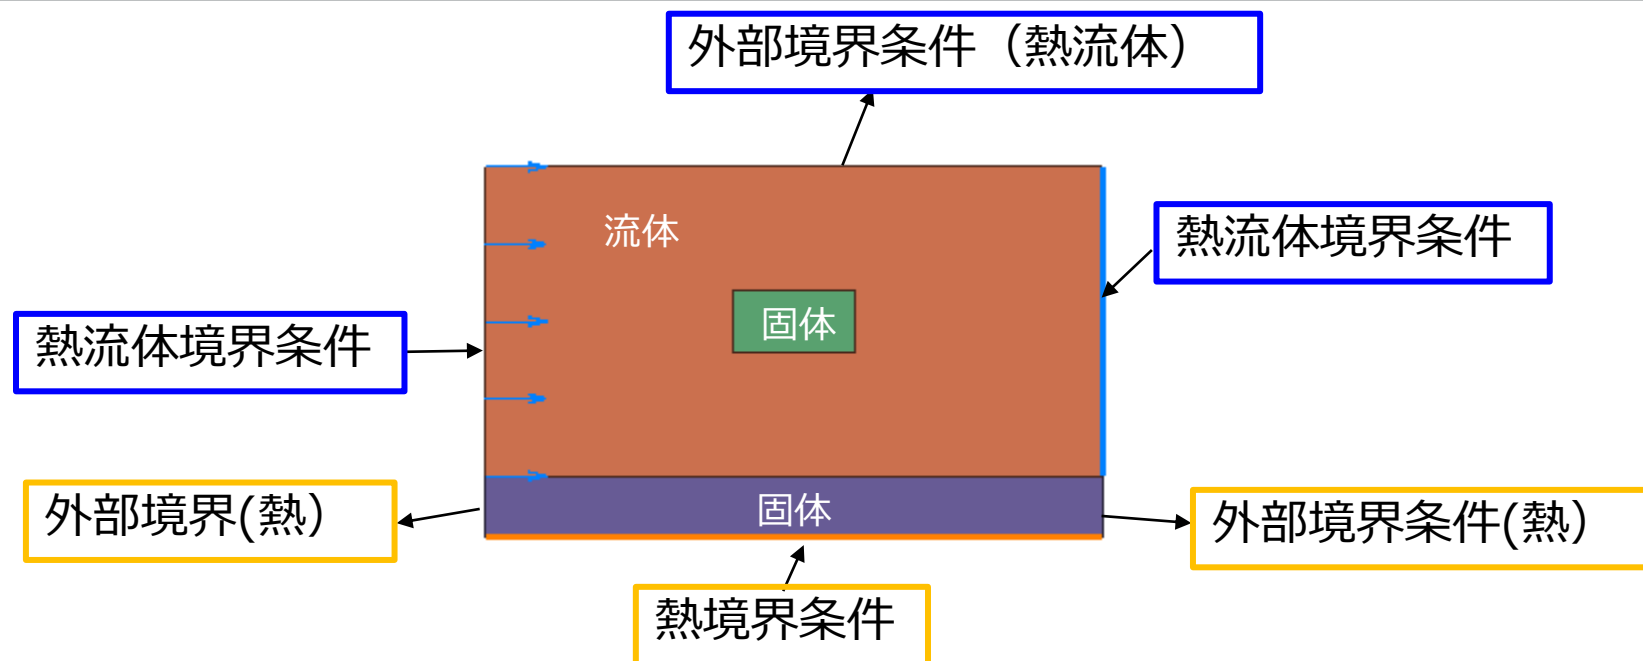 外部境界条件（熱流体）
流体
熱流体境界条件
固体
熱流体境界条件
外部境界(熱）
固体
外部境界条件(熱）
熱境界条件